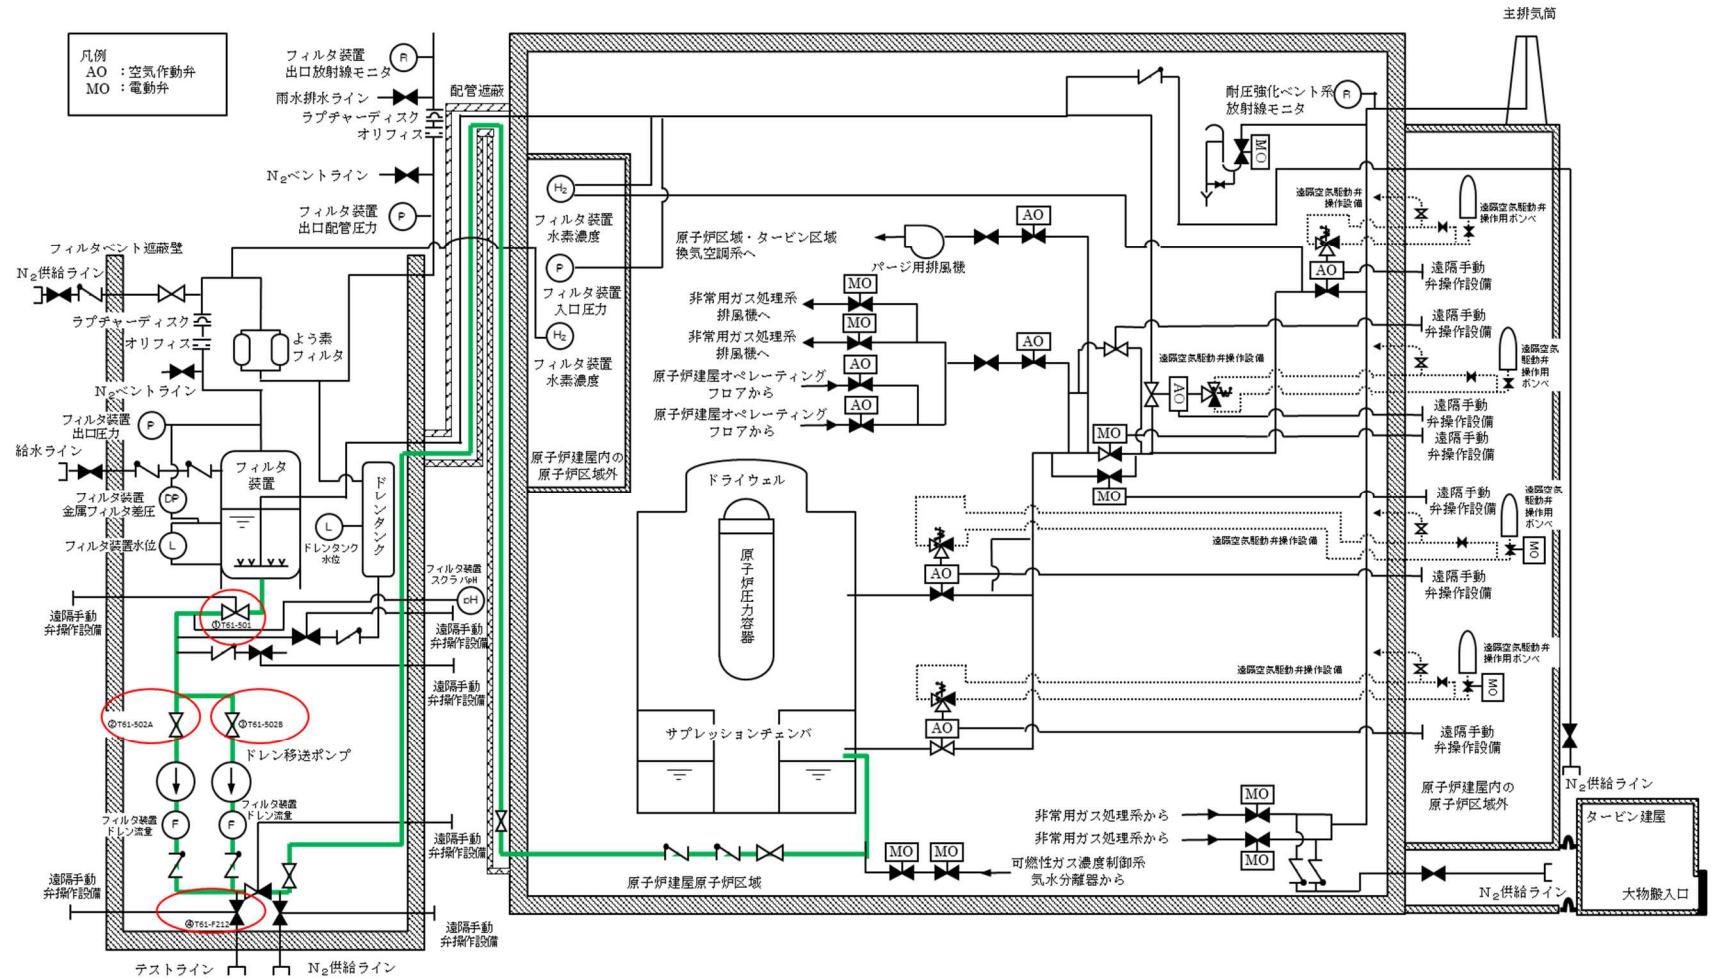 主排気筒
凡例
AO ：空気作動弁
MO ：電動弁
フィルタ装置
出口放射線モニタ
R
雨水排水ライン
ラプチャーディスク
オリフィス
配管遮蔽
N₂ベントライン
フィルタ装置
出口配管圧力
P
フィルタベント遮蔽壁
N₂供給ライン
ラプチャーディスク
オリフィス
よう素
フィルタ
N₂ベントライン
フィルタ装置
出口圧力
P
給水ライン
フィルタ
装置
フィルタ装置
金属フィルタ差圧
DP
フィルタ装置水位
L
ドレンタンク
L
ドレンタンク
水位
フィルタ装置
スクラバpH
pH
遠隔手動
弁操作設備
①T61-501
遠隔手動
弁操作設備
遠隔手動
弁操作設備
②T61-502A
③T61-502B
ドレン移送ポンプ
フィルタ装置
ドレン流量
F
フィルタ装置
ドレン流量
F
遠隔手動
弁操作設備
遠隔手動
弁操作設備
④T61-F212
遠隔手動
弁操作設備
テストライン
N₂供給ライン
H₂
フィルタ装置
水素濃度
P
フィルタ装置
入口圧力
H₂
フィルタ装置
水素濃度
原子炉建屋内の
原子炉区域外
耐圧強化ベント系
放射線モニタ
R
MO
原子炉区域・タービン区域
換気空調系へ
パージ用排風機
AO
非常用ガス処理系
排風機へ
MO
非常用ガス処理系
排風機へ
MO
原子炉建屋オペレーティング
フロアから
AO
原子炉建屋オペレーティング
フロアから
AO
AO
遠隔空気駆動弁
操作設備
遠隔空気駆動弁
操作用ボンベ
AO
遠隔手動
弁操作設備
遠隔手動
弁操作設備
遠隔空気駆動弁操作設備
遠隔空気
駆動弁
操作用
ボンベ
AO
遠隔手動
弁操作設備
MO
遠隔手動
弁操作設備
MO
遠隔手動
弁操作設備
遠隔空気
駆動弁
操作用
ボンベ
遠隔空気駆動弁操作設備
MO
AO
遠隔手動
弁操作設備
ドライウェル
原子炉圧力容器
サプレッションチェンバ
遠隔空気駆動弁操作設備
遠隔空気駆動弁
操作用ボンベ
MO
AO
遠隔手動
弁操作設備
原子炉建屋内の
原子炉区域外
N₂供給ライン
タービン建屋
大物搬入口
N₂供給ライン
非常用ガス処理系から
MO
非常用ガス処理系から
MO
可燃性ガス濃度制御系
気水分離器から
MO
MO
原子炉建屋原子炉区域